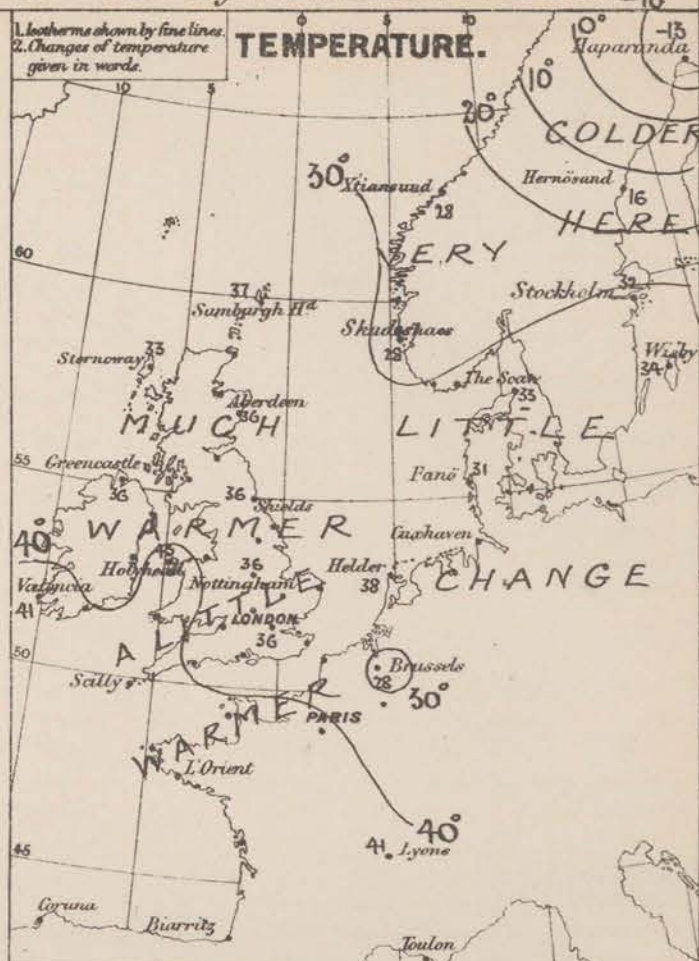 1. Isotherms shown by fine lines.
2. Changes of temperature
given in words.
TEMPERATURE.
10
5
0
5
10
-10°
10°
-13
Haparanda
10°
20°
COLDER
30°
Xtiansund
28
Hernösand
16
HERE
60
VERY
37
Sumburgh Hd
32
Stockholm
Skudesnaes
28
33
Stornoway
Wisby
34
The Scaw
33
Aberdeen
36
MUCH
LITTLE
55
Greencastle
36
36
Shields
Fanö
31
WARMER
Cuxhaven
40°
45
Holyhead
36
Nottingham
Helder
38
CHANGE
Valencia
41
A LITTLE
LONDON
36
50
Brussels
28
30°
Scilly
WARMER
PARIS
L'Orient
40°
45
41
Lyons
Coruna
Biarritz
Toulon